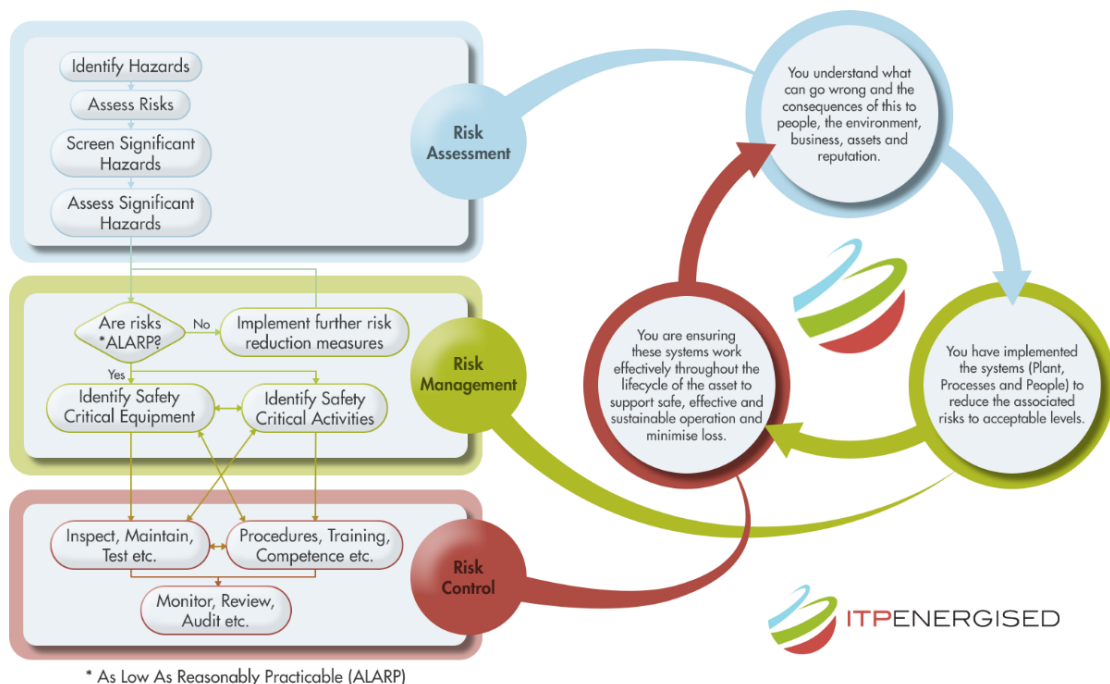 Identify Hazards
Assess Risks
Screen Significant
Hazards
Assess Significant
Hazards
Risk
Assessment
Are risks
*ALARP?
No
Implement further risk
reduction measures
Yes
Identify Safety
Critical Equipment
Identify Safety
Critical Activities
Risk
Management
Inspect, Maintain,
Test etc.
Procedures, Training,
Competence etc.
Monitor, Review,
Audit etc.
Risk
Control
* As Low As Reasonably Practicable (ALARP)
You understand what
can go wrong and the
consequences of this to
people, the environment,
business, assets and
reputation.
You have implemented
the systems (Plant,
Processes and People) to
reduce the associated
risks to acceptable levels.
You are ensuring
these systems work
effectively throughout the
lifecycle of the asset to
support safe, effective and
sustainable operation and
minimise loss.
ITPENERGISED